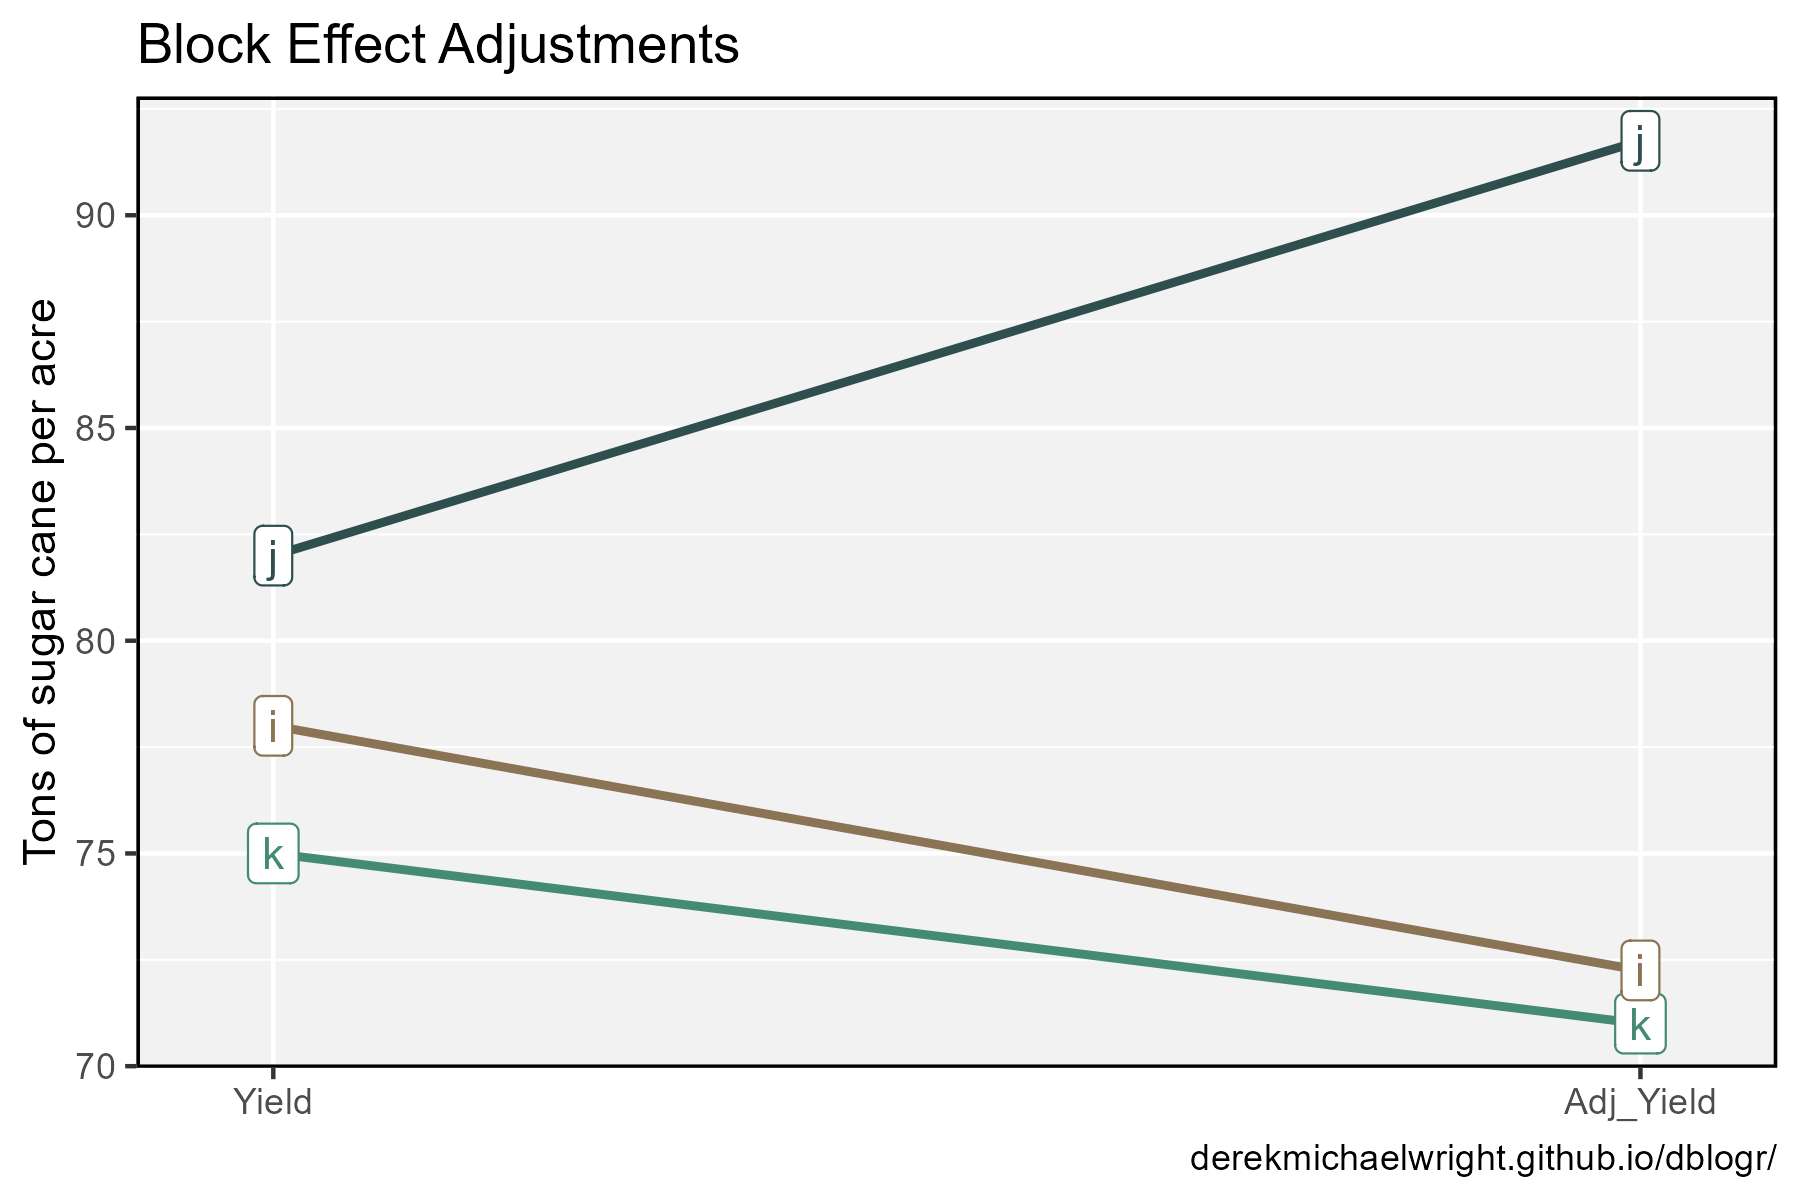 Block Effect Adjustments
Tons of sugar cane per acre
90
85
80
75
70
j
j
i
k
i
k
Yield
Adj_Yield
derekmichaelwright.github.io/dblogr/